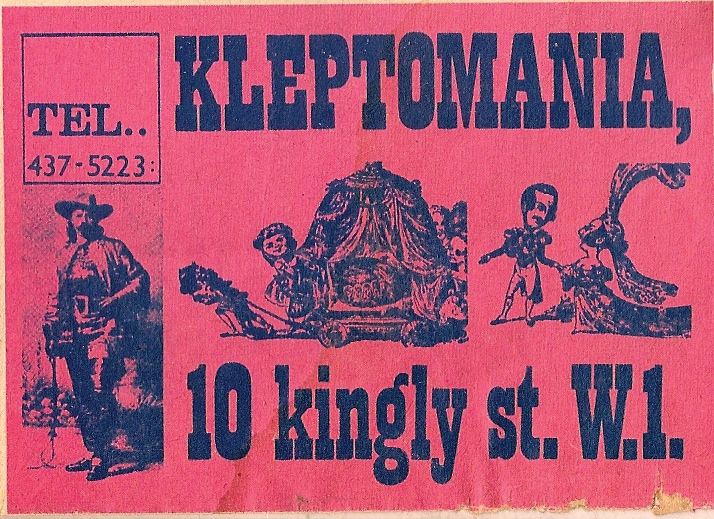 KLEPTOMANIA,
TEL..
437-5223:
10 kingly st. W.1.